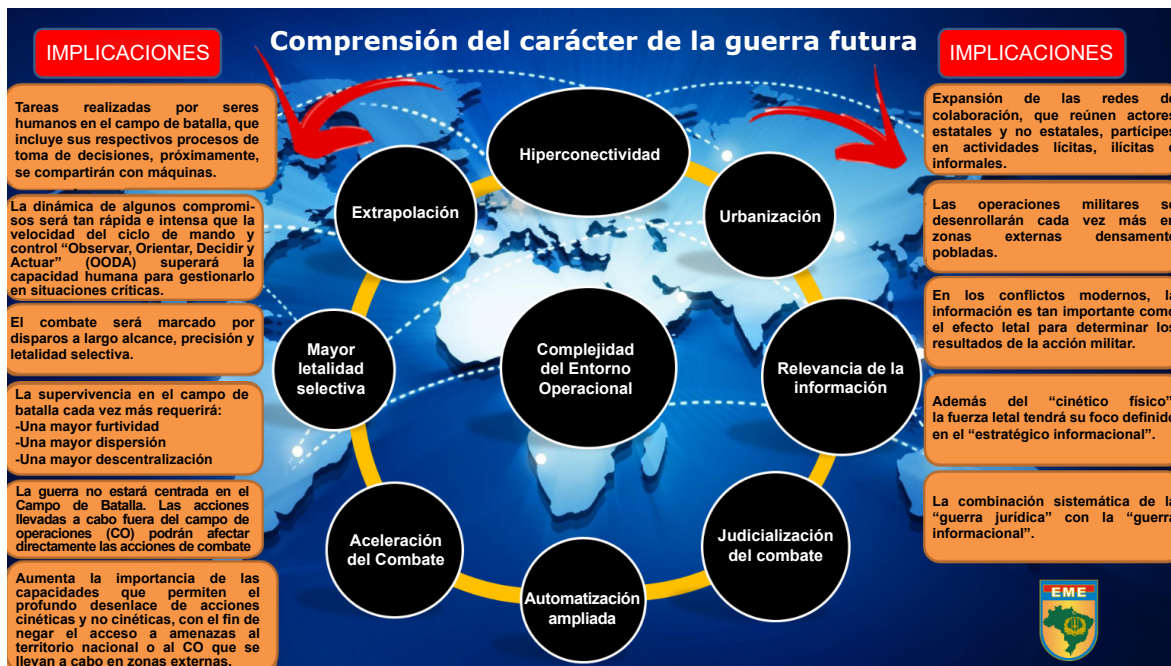 Comprensión del carácter de la guerra futura
IMPLICACIONES
Tareas realizadas por seres
humanos en el campo de batalla, que
incluye sus respectivos procesos de
toma de decisiones, próximamente,
se compartirán con máquinas.
La dinámica de algunos compromi-
sos será tan rápida e intensa que la
velocidad del ciclo de mando y
control “Observar, Orientar, Decidir y
Actuar” (OODA) superará la
capacidad humana para gestionarlo
en situaciones críticas.
El combate será marcado por
disparos a largo alcance, precisión y
letalidad selectiva.
La supervivencia en el campo de
batalla cada vez más requerirá:
-Una mayor furtividad
-Una mayor dispersión
-Una mayor descentralización
La guerra no estará centrada en el
Campo de Batalla. Las acciones
llevadas a cabo fuera del campo de
operaciones (CO) podrán afectar
directamente las acciones de combate
Aumenta la importancia de las
capacidades que permiten el
profundo desenlace de acciones
cinéticas y no cinéticas, con el fin de
negar el acceso a amenazas al
territorio nacional o al CO que se
llevan a cabo en zonas externas.
Hiperconectividad
Extrapolación
Urbanización
Mayor
letalidad
selectiva
Complejidad
del Entorno
Operacional
Relevancia de la
información
Aceleración
del Combate
Judicialización
del combate
Automatización
ampliada
IMPLICACIONES
Expansión de las redes de
colaboración, que reúnen actores
estatales y no estatales, partícipes
en actividades lícitas, ilícitas e
informales.
Las operaciones militares se
desenrollarán cada vez más en
zonas externas densamente
pobladas.
En los conflictos modernos, la
información es tan importante como
el efecto letal para determinar los
resultados de la acción militar.
Además del “cinético físico”
la fuerza letal tendrá su foco definido
en el “estratégico informacional”.
La combinación sistemática de la
“guerra jurídica” con la “guerra
informacional”.
EME